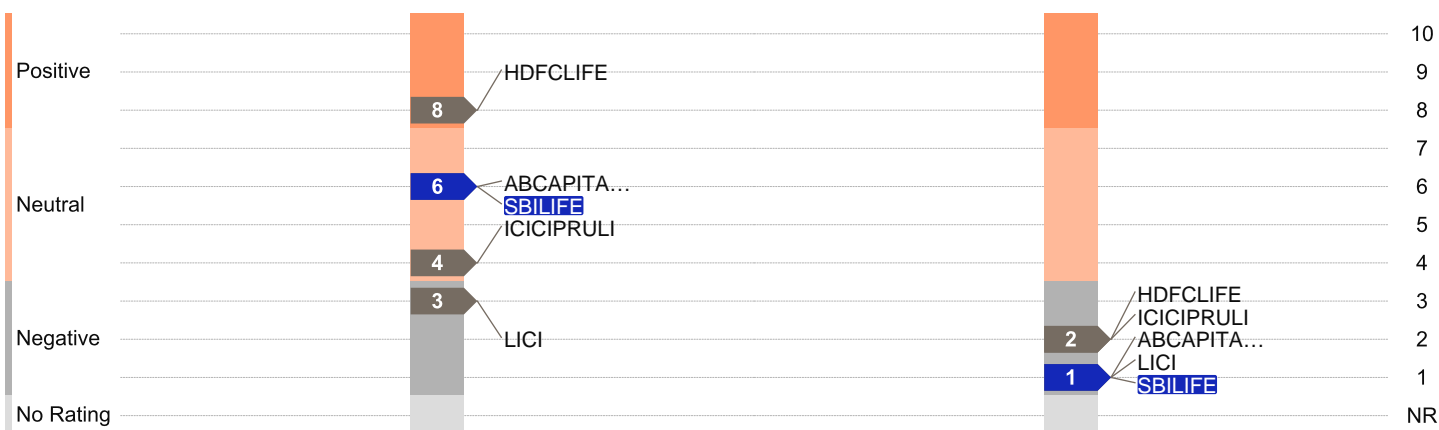 10
Positive
9
HDFCLIFE
8
8
7
6
ABCAPITA...
6
SBILIFE
Neutral
ICICIPRULI
5
4
4
3
HDFCLIFE
3
ICICIPRULI
Negative
LICI
2
ABCAPITA...
2
LICI
1
SBILIFE
1
No Rating
NR